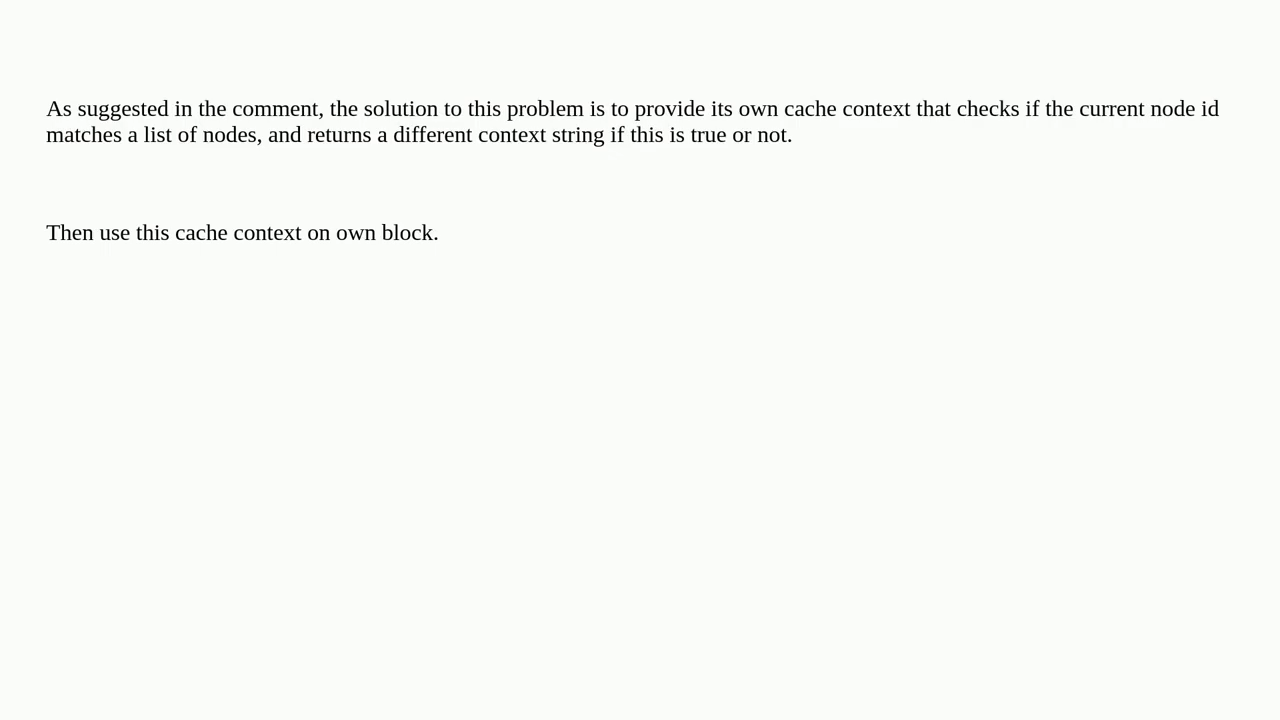 As suggested in the comment, the solution to this problem is to provide its own cache context that checks if the current node id
matches a list of nodes, and returns a different context string if this is true or not.
Then use this cache context on own block.